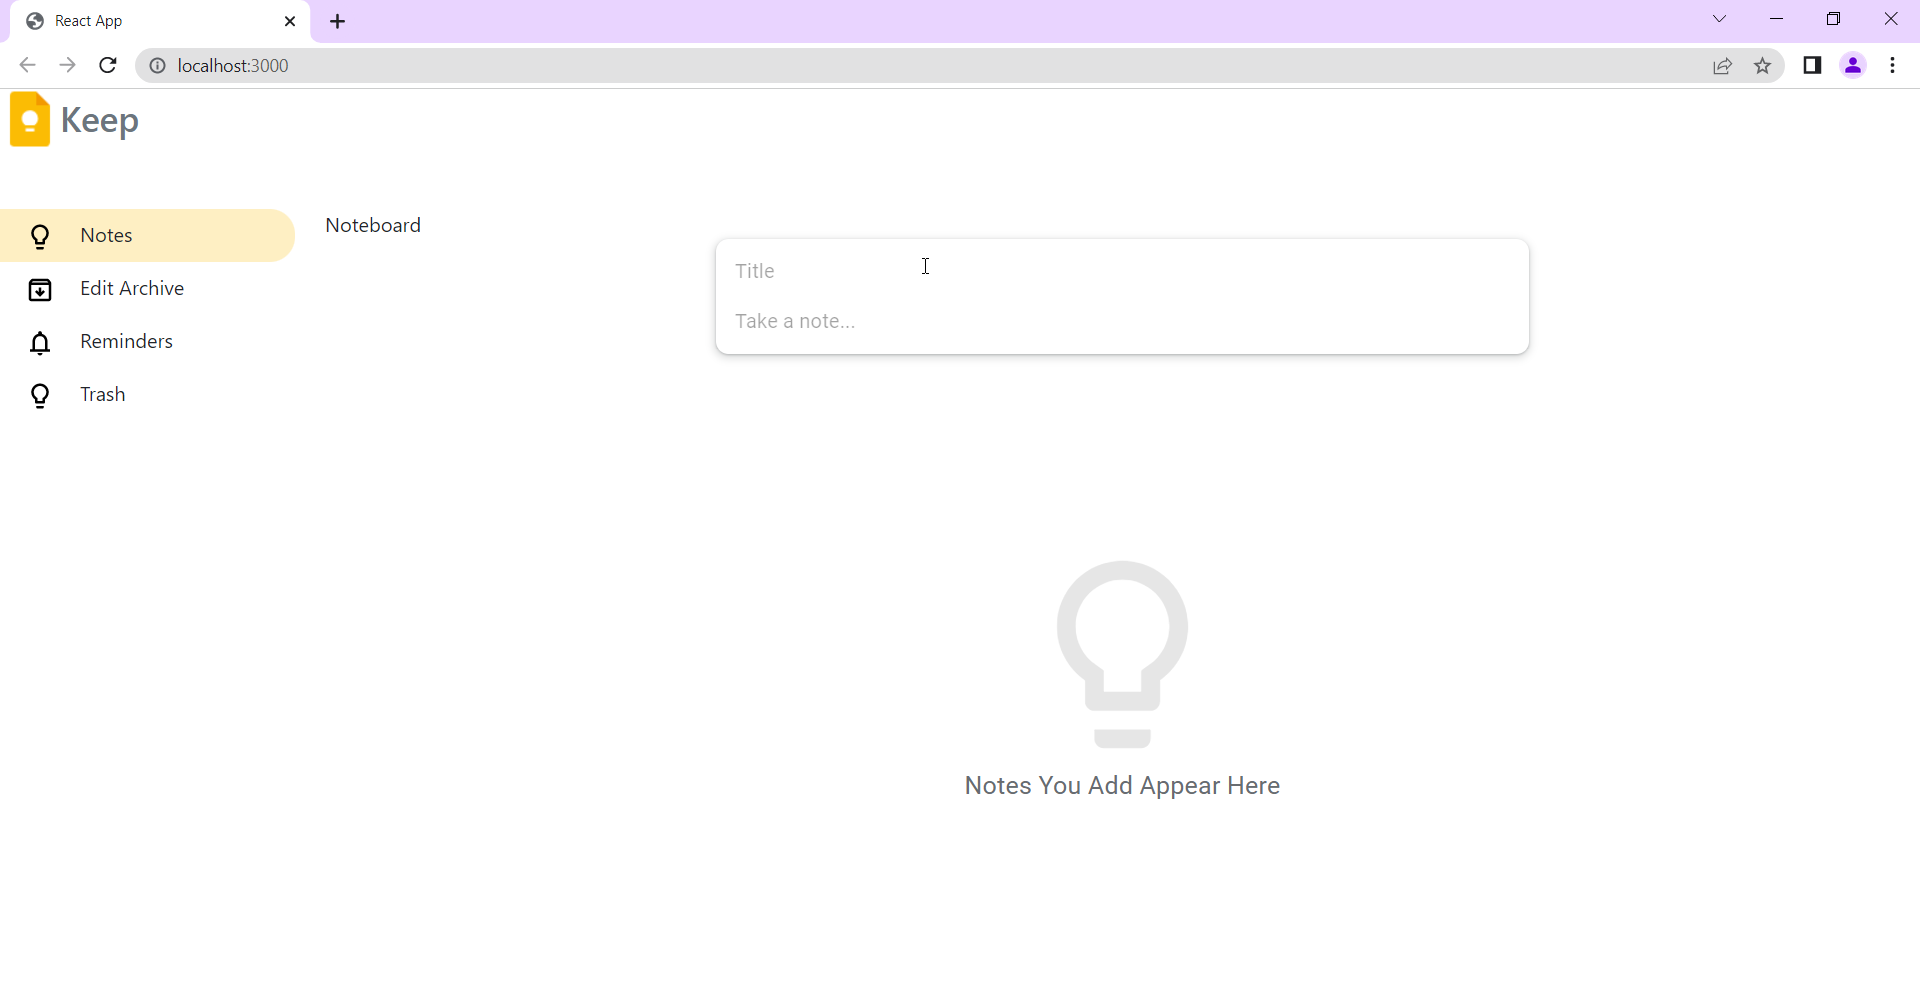 React App
localhost:3000
Keep
Notes
Edit Archive
Reminders
Trash
Noteboard
Title
Take a note...
Notes You Add Appear Here